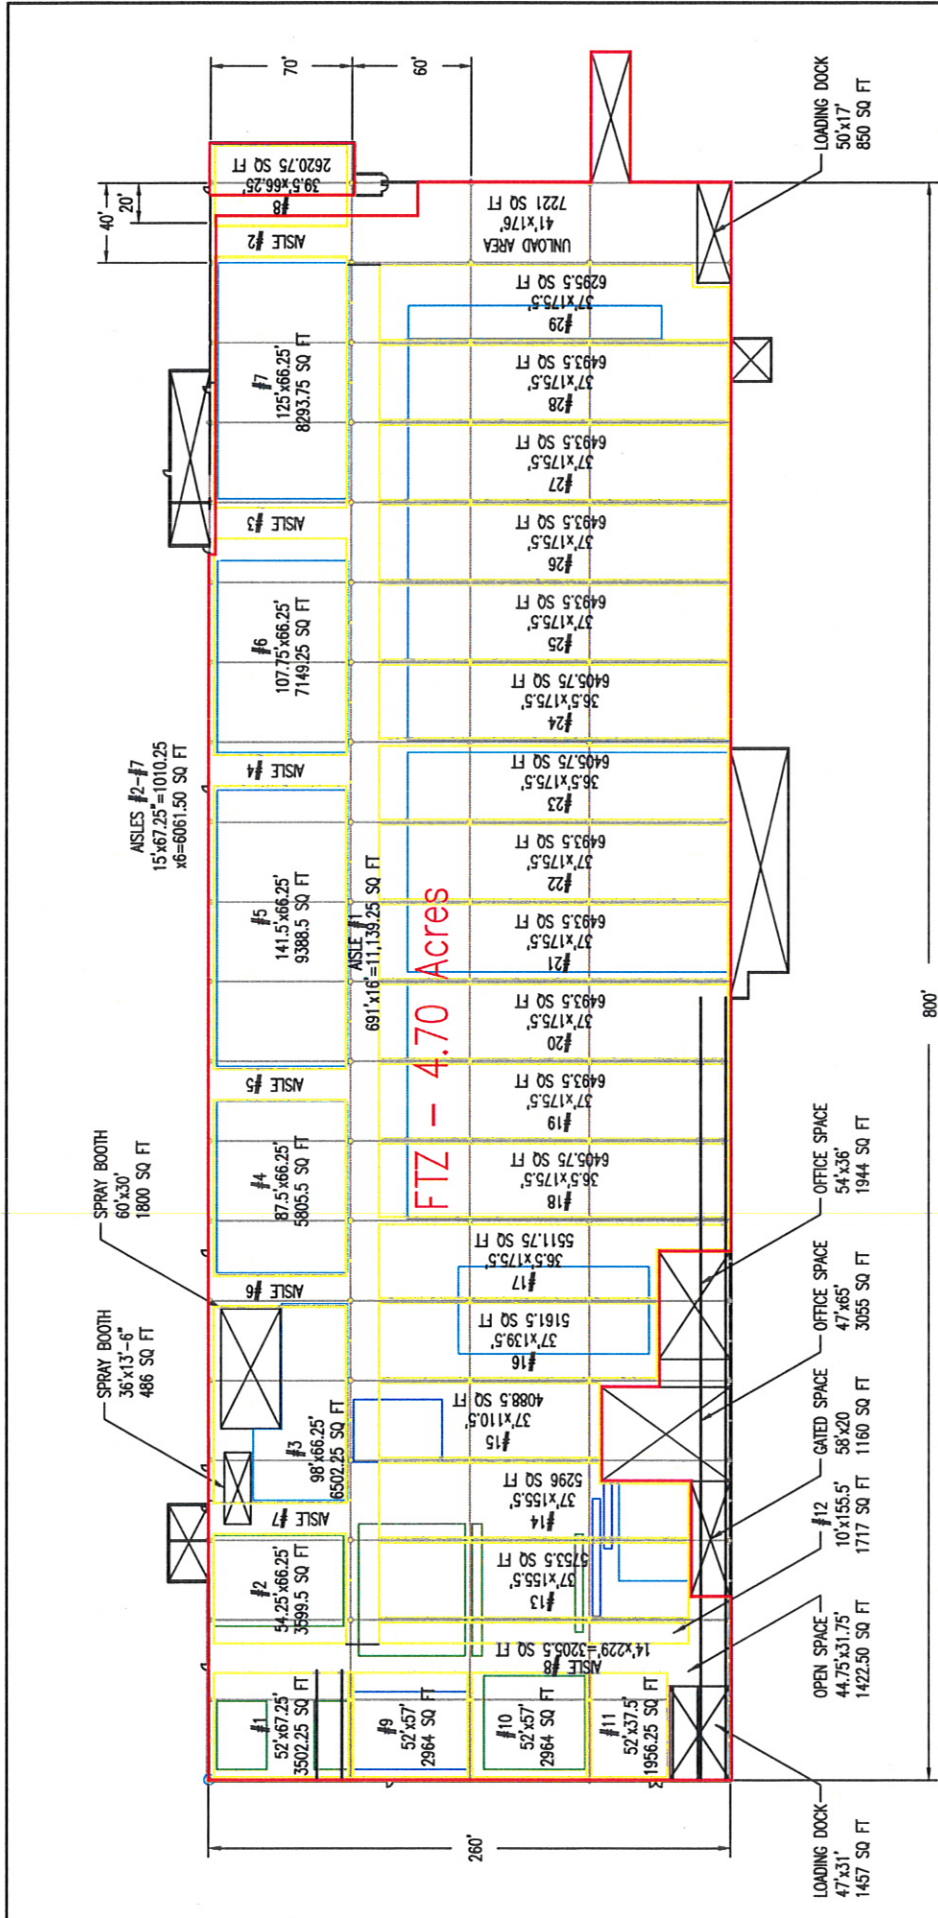 SPRAY BOOTH
36'x13'-6"
486 SQ FT
SPRAY BOOTH
60'x30'
1800 SQ FT
AISLES #2-#7
15'x67.25"=1010.25
x6=6061.50 SQ FT
40'
20'
70'
60'
#1
52'x67.25'
3502.25 SQ FT
#2
54.25'x66.25'
3599.5 SQ FT
AISLE #7
#3
98'x66.25'
6502.25 SQ FT
AISLE #6
#4
87.5'x66.25'
5805.5 SQ FT
AISLE #5
#5
141.5'x66.25'
9388.5 SQ FT
AISLE #4
#6
107.75'x66.25'
7149.25 SQ FT
AISLE #3
#7
125'x66.25'
8293.75 SQ FT
AISLE #2
#8
39.5'x66.25'
2620.75 SQ FT
AISLE #1
691'x16'=11,139.25 SQ FT
FTZ - 4.70 Acres
260'
#9
52'x57'
2964 SQ FT
#10
52'x57'
2964 SQ FT
#11
52'x37.5'
1956.25 SQ FT
AISLE #8
14'x229'=3205.5 SQ FT
#13
37'x155.5'
5753.5 SQ FT
#14
37'x155.5'
5296 SQ FT
#15
37'x110.5'
4088.5 SQ FT
#16
37'x139.5'
5161.5 SQ FT
#17
36.5'x175.5'
5511.75 SQ FT
#18
36.5'x175.5'
6405.75 SQ FT
#19
37'x175.5'
6493.5 SQ FT
#20
37'x175.5'
6493.5 SQ FT
#21
37'x175.5'
6493.5 SQ FT
#22
37'x175.5'
6493.5 SQ FT
#23
36.5'x175.5'
6405.75 SQ FT
#24
36.5'x175.5'
6405.75 SQ FT
#25
37'x175.5'
6493.5 SQ FT
#26
37'x175.5'
6493.5 SQ FT
#27
37'x175.5'
6493.5 SQ FT
#28
37'x175.5'
6493.5 SQ FT
#29
37'x175.5'
6295.5 SQ FT
UNLOAD AREA
41'x176'
7221 SQ FT
LOADING DOCK
47'x31'
1457 SQ FT
OPEN SPACE
44.75'x31.75'
1422.50 SQ FT
#12
10'x155.5'
1717 SQ FT
GATED SPACE
58'x20
1160 SQ FT
OFFICE SPACE
47'x65'
3055 SQ FT
OFFICE SPACE
54'x36'
1944 SQ FT
LOADING DOCK
50'x17'
850 SQ FT
800'